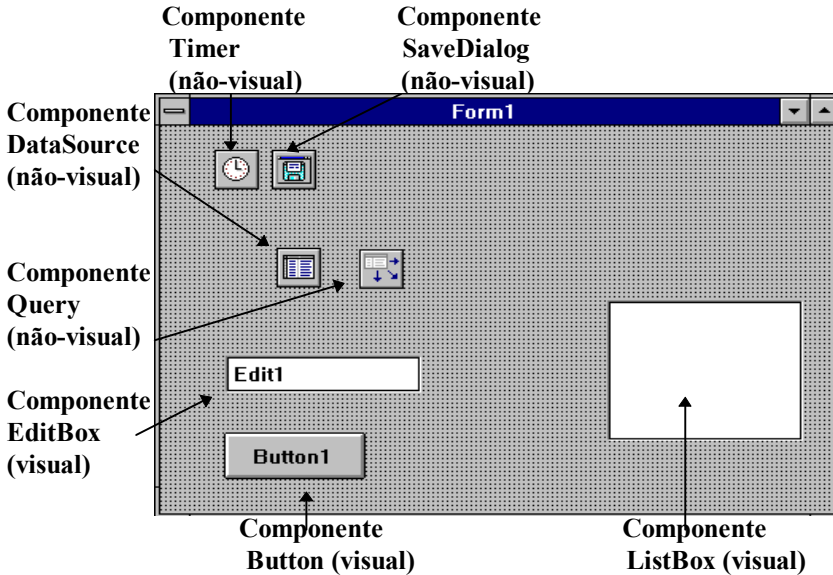 Componente
Timer
(não-visual)
Componente
SaveDialog
(não-visual)
Componente
DataSource
(não-visual)
Form1
Componente
Query
(não-visual)
Edit1
Componente
EditBox
(visual)
Button1
Componente
Button (visual)
Componente
ListBox (visual)